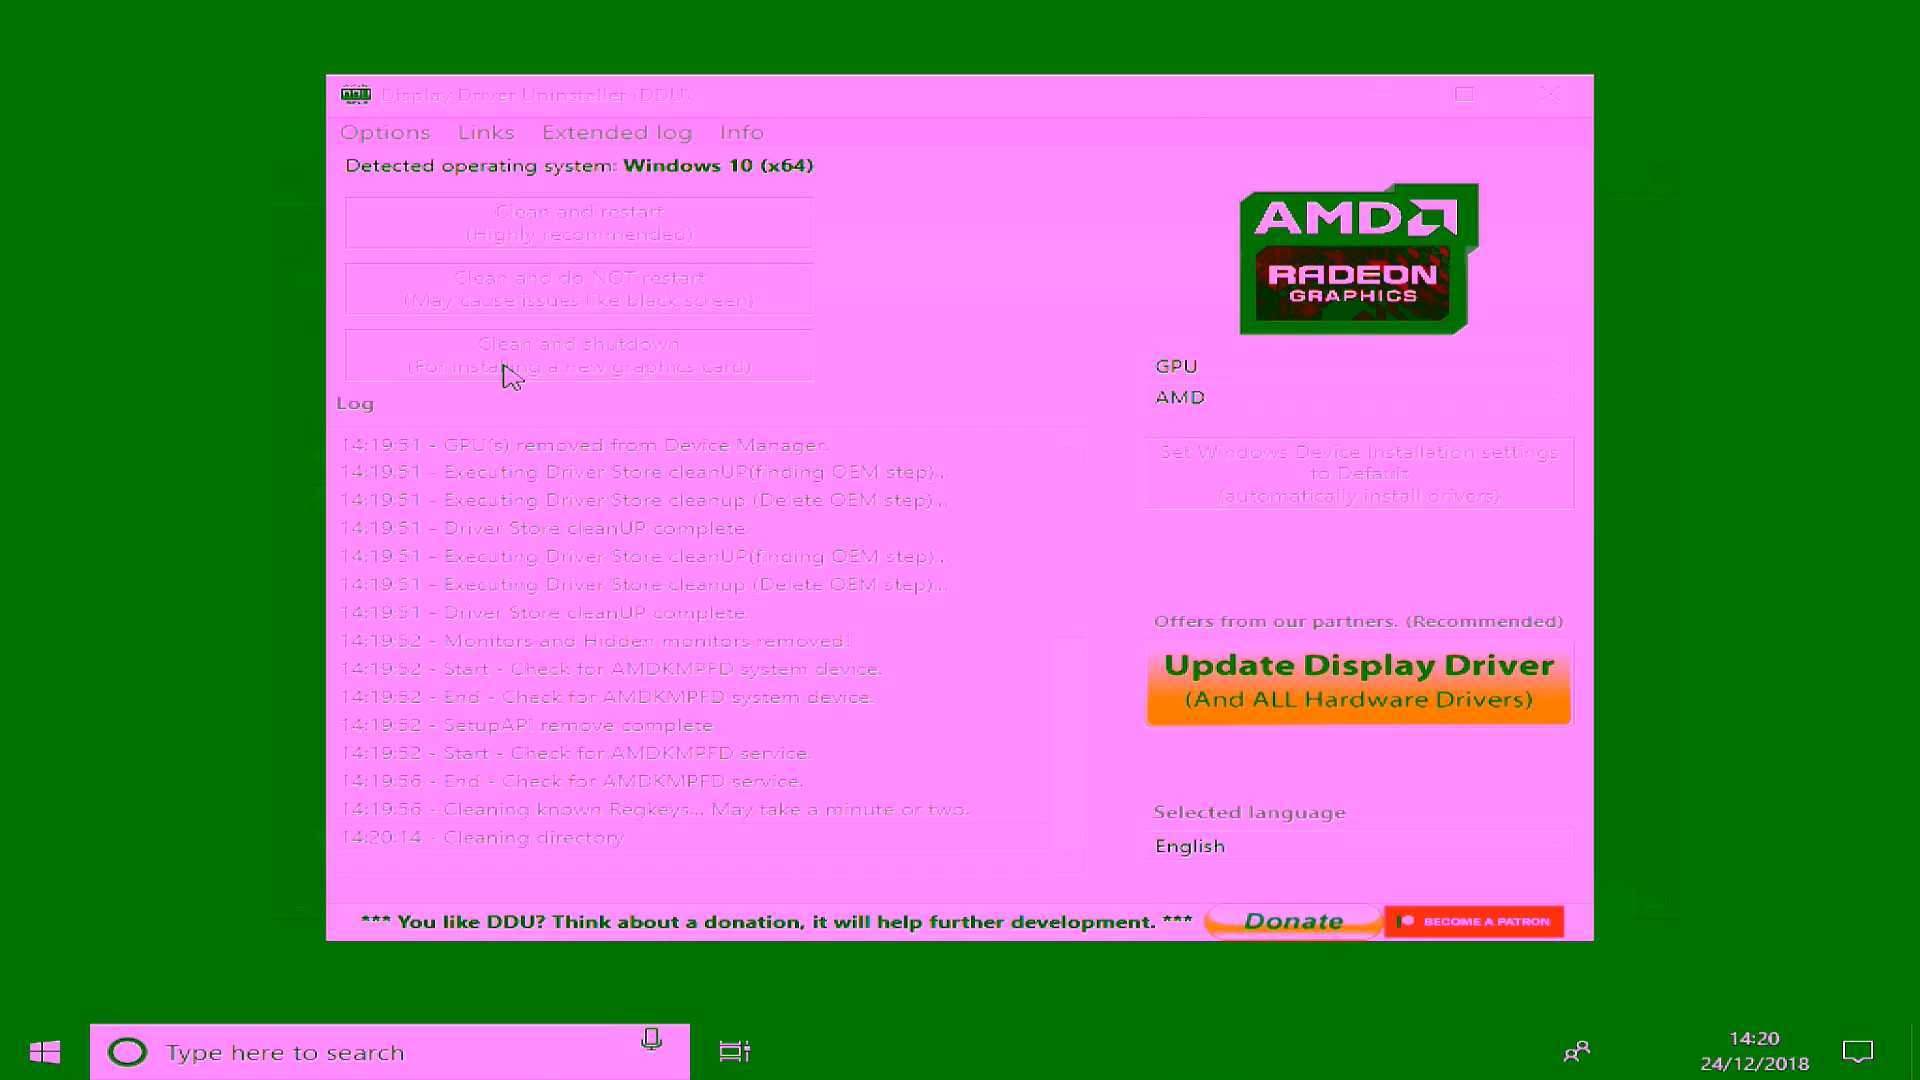 Display Driver Uninstaller (DDU)
Options Links Extended log Info
Detected operating system: Windows 10 (x64)
Clean and restart
(Highly recommended)
Clean and do NOT restart
(May cause issues like black screen)
Clean and shutdown
(For installing a new graphics card)
Log
14:19:51 - GPU(s) removed from Device Manager.
14:19:51 - Executing Driver Store cleanUP(finding OEM step)...
14:19:51 - Executing Driver Store cleanup (Delete OEM step)...
14:19:51 - Driver Store cleanUP complete.
14:19:51 - Executing Driver Store cleanUP(finding OEM step)...
14:19:51 - Executing Driver Store cleanup (Delete OEM step)...
14:19:51 - Driver Store cleanUP complete.
14:19:52 - Monitors and Hidden monitors removed!
14:19:52 - Start - Check for AMDKMPFD system device.
14:19:52 - End - Check for AMDKMPFD system device.
14:19:52 - SetupAPI remove complete
14:19:52 - Start - Check for AMDKMPFD service.
14:19:56 - End - Check for AMDKMPFD service.
14:19:56 - Cleaning known Regkeys... May take a minute or two.
14:20:14 - Cleaning directory
AMD
RADEON
GRAPHICS
GPU
AMD
Set Windows Device Installation settings
to Default
(automatically install drivers)
Offers from our partners. (Recommended)
Update Display Driver
(And ALL Hardware Drivers)
Selected language
English
*** You like DDU? Think about a donation, it will help further development. ***
Donate
BECOME A PATRON
Type here to search
14:20
24/12/2018